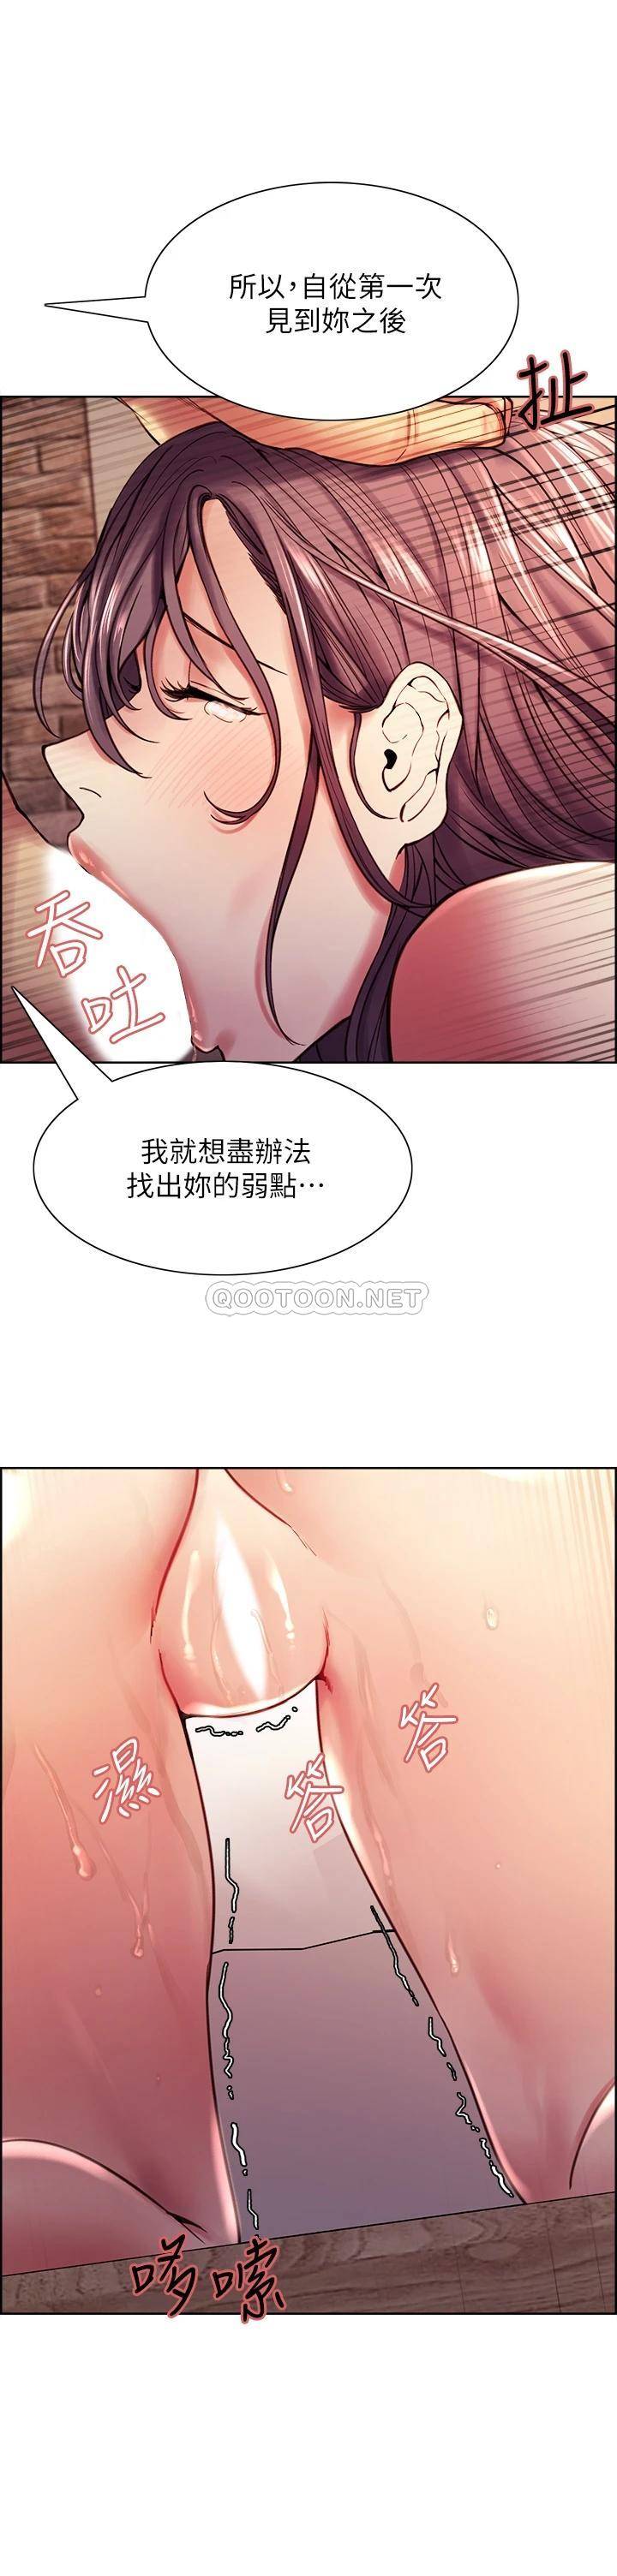 所以，自從第一次
見到妳之後
扯
吞吐
我就想盡辦法
找出妳的弱點⋯
QOOTOON.NET
濕
答答
哆嗦